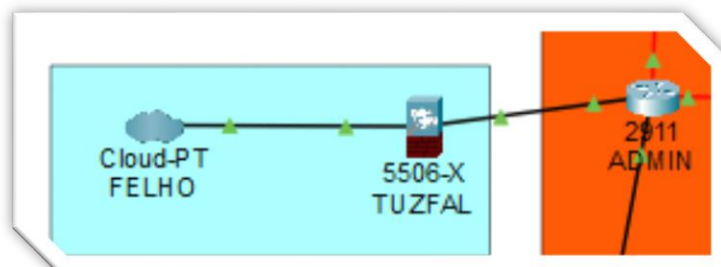 Cloud-PT
FELHO
5506-X
TUZFAL
2911
ADMIN